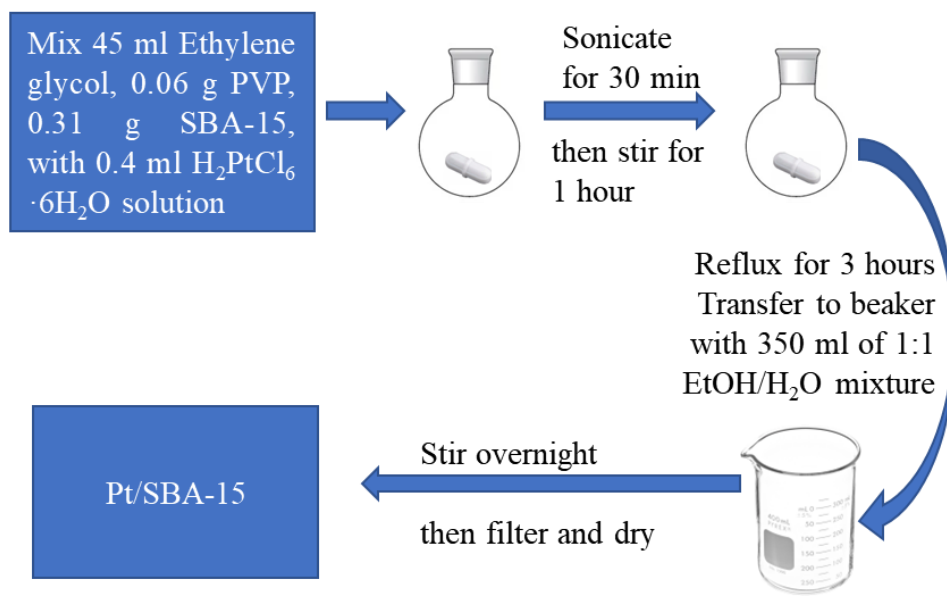 Mix 45 ml Ethylene
glycol, 0.06 g PVP,
0.31 g SBA-15,
with 0.4 ml H₂PtCl₆
·6H₂O solution
Sonicate
for 30 min
then stir for
1 hour
Reflux for 3 hours
Transfer to beaker
with 350 ml of 1:1
EtOH/H₂O mixture
Stir overnight
then filter and dry
Pt/SBA-15